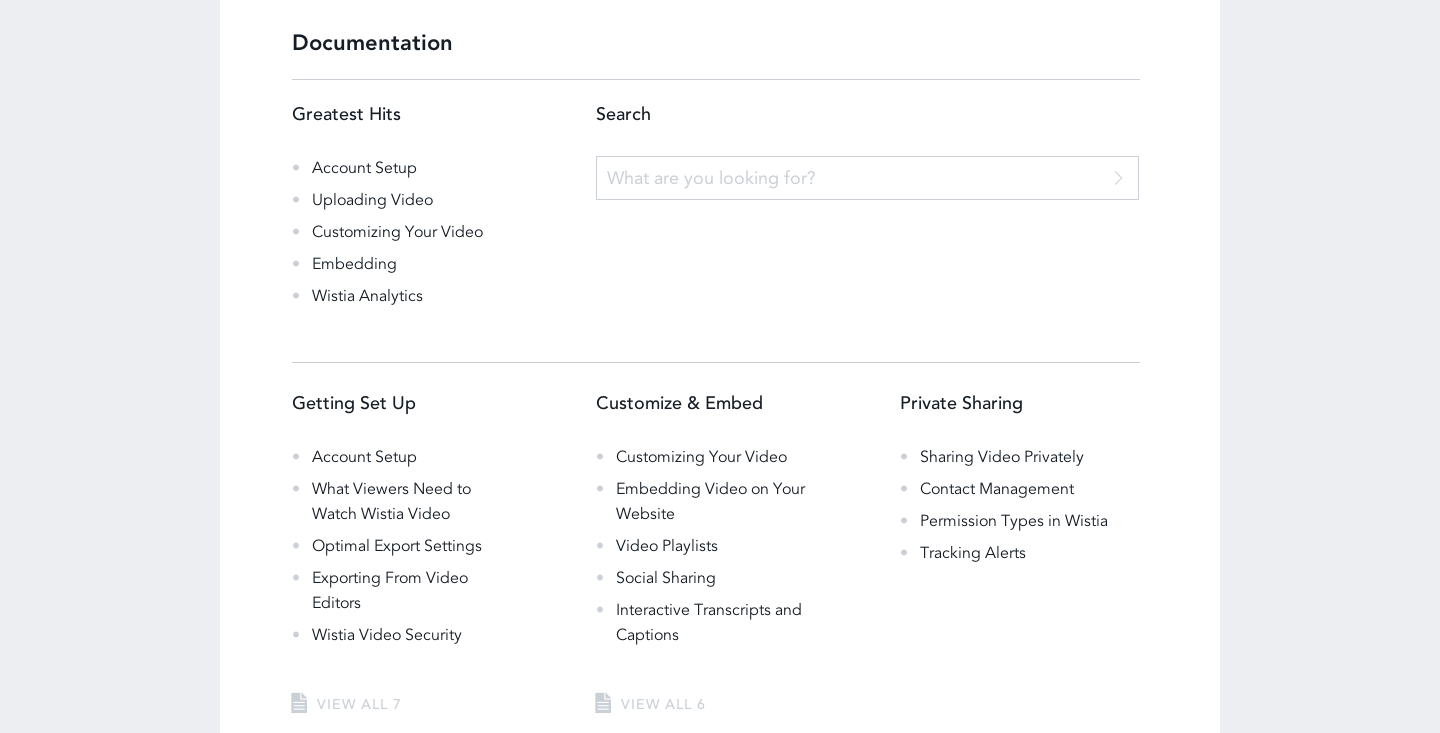 Documentation
Greatest Hits
Account Setup
Uploading Video
Customizing Your Video
Embedding
Wistia Analytics
Search
What are you looking for?
Getting Set Up
Account Setup
What Viewers Need to
Watch Wistia Video
Optimal Export Settings
Exporting From Video
Editors
Wistia Video Security
VIEW ALL 7
Customize & Embed
Customizing Your Video
Embedding Video on Your
Website
Video Playlists
Social Sharing
Interactive Transcripts and
Captions
VIEW ALL 6
Private Sharing
Sharing Video Privately
Contact Management
Permission Types in Wistia
Tracking Alerts